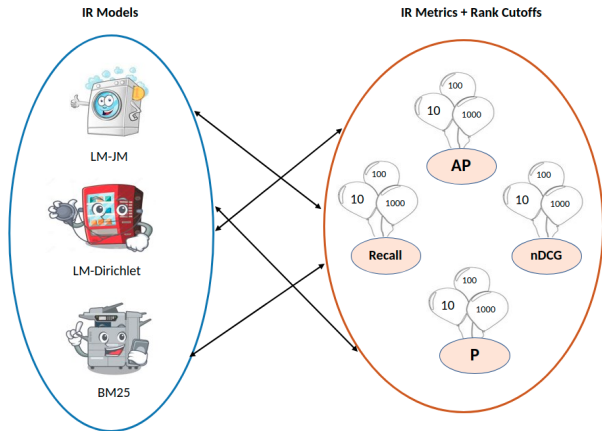 IR Models
IR Metrics + Rank Cutoffs
LM-JM
LM-Dirichlet
BM25
100
10
1000
AP
100
10
1000
Recall
100
10
1000
nDCG
100
10
1000
P